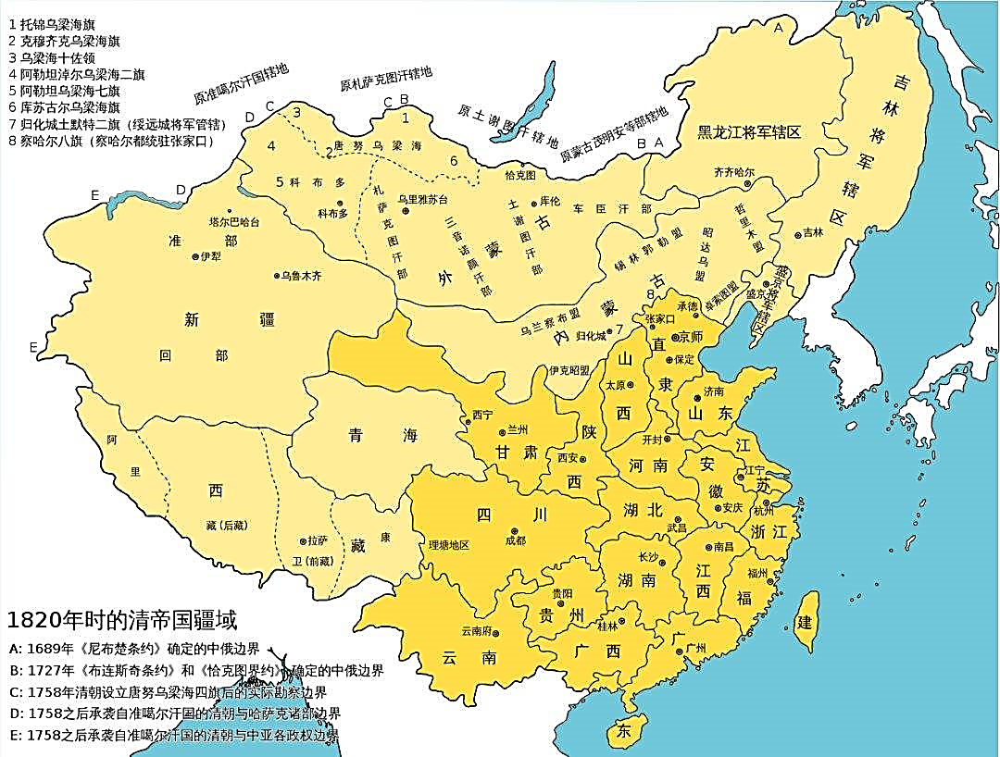 1 托锦乌梁海旗
2 克穆齐克乌梁海旗
3 乌梁海十佐领
4 阿勒坦淖尔乌梁海二旗
5 阿勒坦乌梁海七旗
6 库苏古尔乌梁海旗
7 归化城土默特二旗（绥远城将军管辖）
8 察哈尔八旗（察哈尔都统驻张家口）
原准噶尔汗国辖地
原札萨克图汗辖地
原土谢图汗辖地
原蒙古茂明安等部辖地
A
B A
C B
D C
E D
E
3
1
4
2 唐努乌梁海
6
5 科布多
科布多
札萨克图汗部
乌里雅苏台
三音诺颜汗部
恰克图
土谢图汗部
库伦
车臣汗部
外蒙古
黑龙江将军辖区
齐齐哈尔
吉林将军辖区
吉林
哲里木盟
昭达乌盟
锡林郭勒盟
卓索图盟
乌兰察布盟
伊克昭盟
内蒙古
归化城 7
8
盛京将军辖区
盛京
塔尔巴哈台
准部
伊犁
乌鲁木齐
新疆
回部
承德
张家口
京师
直隶
保定
山西
太原
济南
山东
西宁
兰州
甘肃
陕西
西安
开封
河南
青海
阿里
西藏
藏(后藏)
拉萨
卫(前藏)
康
四川
成都
理塘地区
湖北
武昌
安徽
安庆
江苏
江宁
杭州
浙江
长沙
湖南
南昌
江西
福州
福建
贵阳
贵州
云南府
云南
桂林
广西
广东
广州
1820年时的清帝国疆域
A: 1689年《尼布楚条约》确定的中俄边界
B: 1727年《布连斯奇条约》和《恰克图界约》确定的中俄边界
C: 1758年清朝设立唐努乌梁海四旗后的实际勘察边界
D: 1758之后承袭自准噶尔汗国的清朝与哈萨克诸部边界
E: 1758之后承袭自准噶尔汗国的清朝与中亚各政权边界